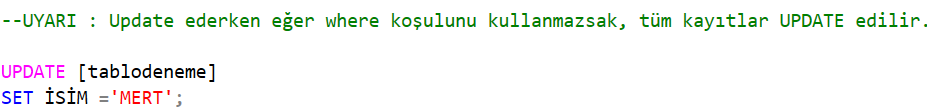 --UYARI : Update ederken eğer where koşulunu kullanmazsak, tüm kayıtlar UPDATE edilir.
UPDATE [tablodeneme]
SET İSİM ='MERT';